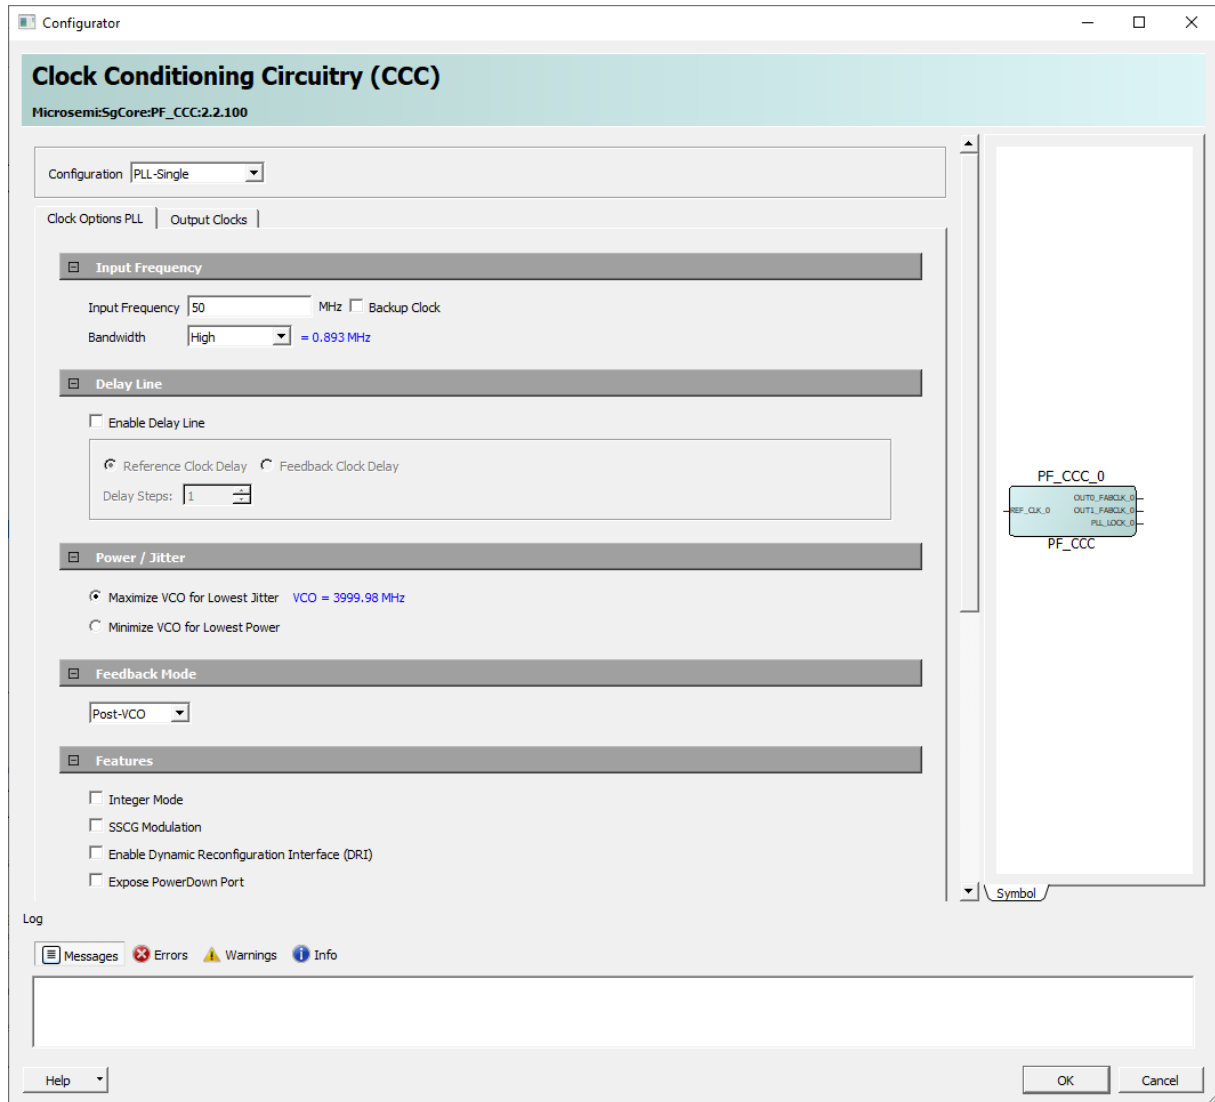 Configurator
Clock Conditioning Circuitry (CCC)
Microsemi:SgCore:PF_CCC:2.2.100
Configuration PLL-Single
Clock Options PLL Output Clocks
Input Frequency
Input Frequency 50 MHz Backup Clock
Bandwidth High = 0.893 MHz
Delay Line
Enable Delay Line
Reference Clock Delay Feedback Clock Delay
Delay Steps: 1
Power / Jitter
Maximize VCO for Lowest Jitter VCO = 3999.98 MHz
Minimize VCO for Lowest Power
Feedback Mode
Post-VCO
Features
Integer Mode
SSCG Modulation
Enable Dynamic Reconfiguration Interface (DRI)
Expose PowerDown Port
PF_CCC_0
OUT0_FABCLK_0
REF_CLK_0 OUT1_FABCLK_0
PLL_LOCK_0
PF_CCC
Symbol
Log
Messages Errors Warnings Info
Help OK Cancel